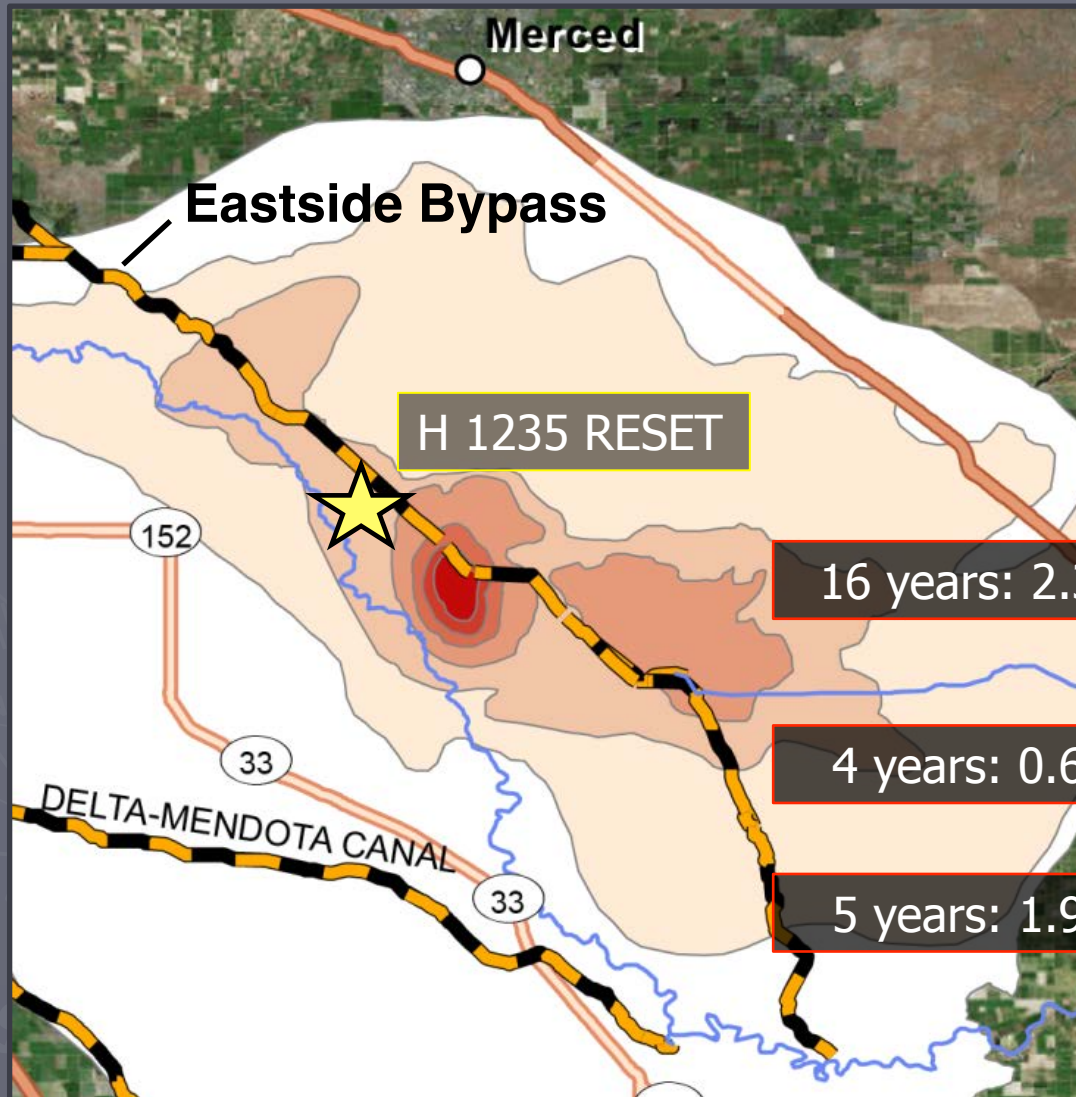 Merced
Eastside Bypass
H 1235 RESET
152
16 years: 2.
33
4 years: 0.6
DELTA-MENDOTA CANAL
33
5 years: 1.9